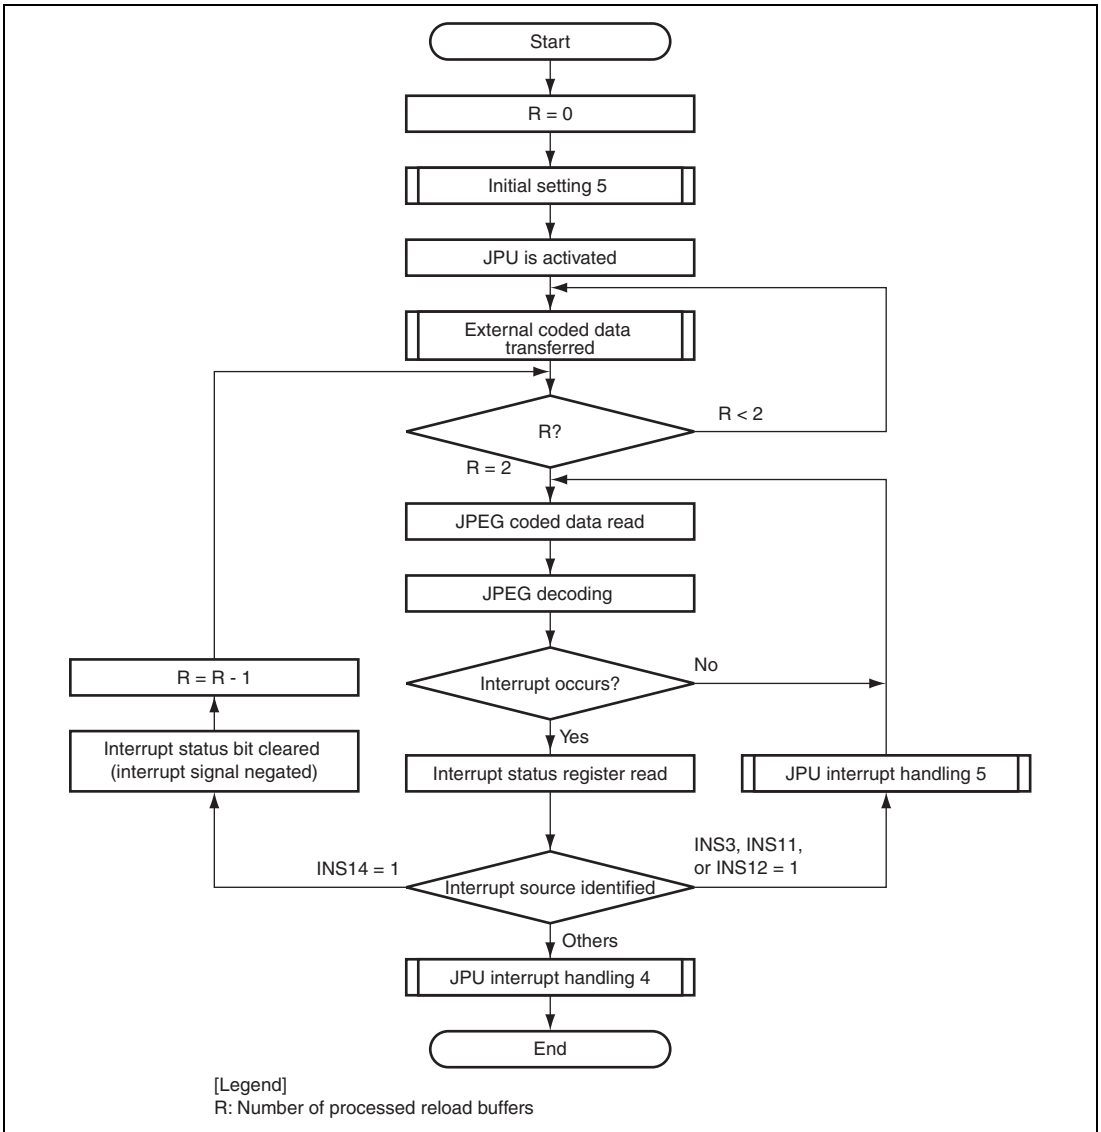 Start
R = 0
Initial setting 5
JPU is activated
External coded data
transferred
R?
R < 2
R = 2
JPEG coded data read
JPEG decoding
Interrupt occurs?
No
Yes
R = R - 1
Interrupt status bit cleared
(interrupt signal negated)
Interrupt status register read
JPU interrupt handling 5
INS14 = 1
Interrupt source identified
INS3, INS11,
or INS12 = 1
Others
JPU interrupt handling 4
End
[Legend]
R: Number of processed reload buffers